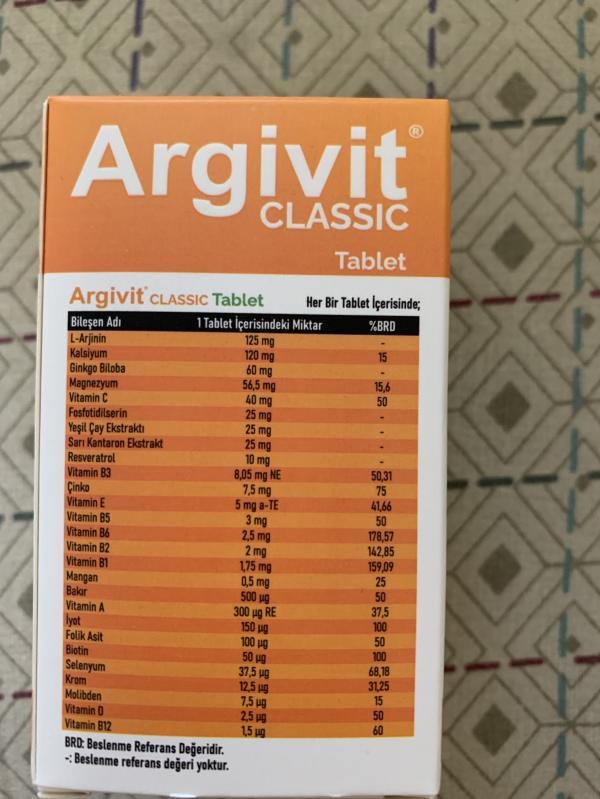 Argivit®
CLASSIC
Tablet
Argivit® CLASSIC Tablet Her Bir Tablet İçerisinde;
Bileşen Adı 1 Tablet İçerisindeki Miktar %BRD
L-Arjinin 125 mg -
Kalsiyum 120 mg 15
Ginkgo Biloba 60 mg -
Magnezyum 56,5 mg 15,6
Vitamin C 40 mg 50
Fosfotidilserin 25 mg -
Yeşil Çay Ekstraktı 25 mg -
Sarı Kantaron Ekstrakt 25 mg -
Resveratrol 10 mg -
Vitamin B3 8,05 mg NE 50,31
Çinko 7,5 mg 75
Vitamin E 5 mg a-TE 41,66
Vitamin B5 3 mg 50
Vitamin B6 2,5 mg 178,57
Vitamin B2 2 mg 142,85
Vitamin B1 1,75 mg 159,09
Mangan 0,5 mg 25
Bakır 500 µg 50
Vitamin A 300 µg RE 37,5
İyot 150 µg 100
Folik Asit 100 µg 50
Biotin 50 µg 100
Selenyum 37,5 µg 68,18
Krom 12,5 µg 31,25
Molibden 7,5 µg 15
Vitamin D 2,5 µg 50
Vitamin B12 1,5 µg 60
BRD: Beslenme Referans Değeridir.
-: Beslenme referans değeri yoktur.